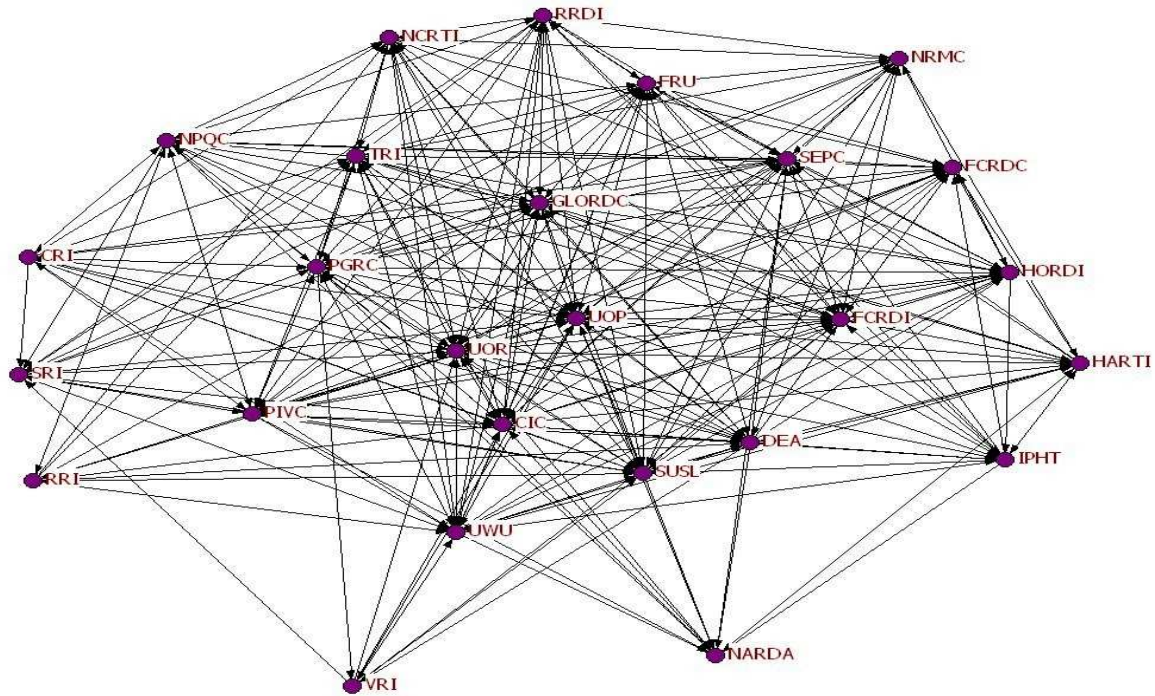 RRDI
NCRTI
NRMC
FRU
NPQC
TRI
SEPC
FCRDC
GLORDC
CRI
PGRC
HORDI
UOP
FCRDI
UOR
HARTI
SRI
PIVC
CIC
DEA
IPHT
SUSL
RRI
UWU
NARDA
VRI